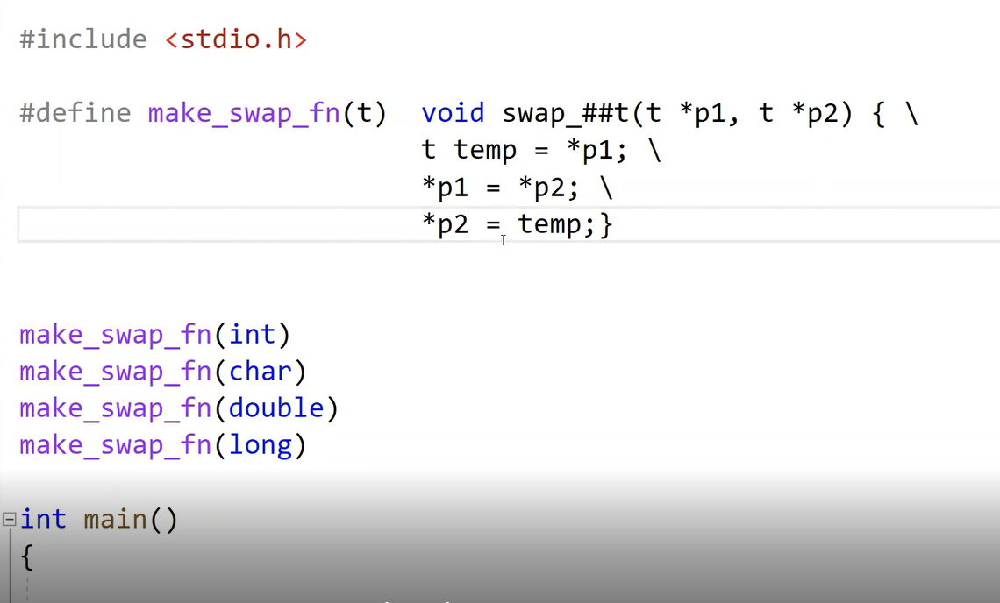 #include <stdio.h>
#define make_swap_fn(t)  void swap_##t(t *p1, t *p2) { \
t temp = *p1; \
*p1 = *p2; \
*p2 = temp;}
make_swap_fn(int)
make_swap_fn(char)
make_swap_fn(double)
make_swap_fn(long)
int main()
{